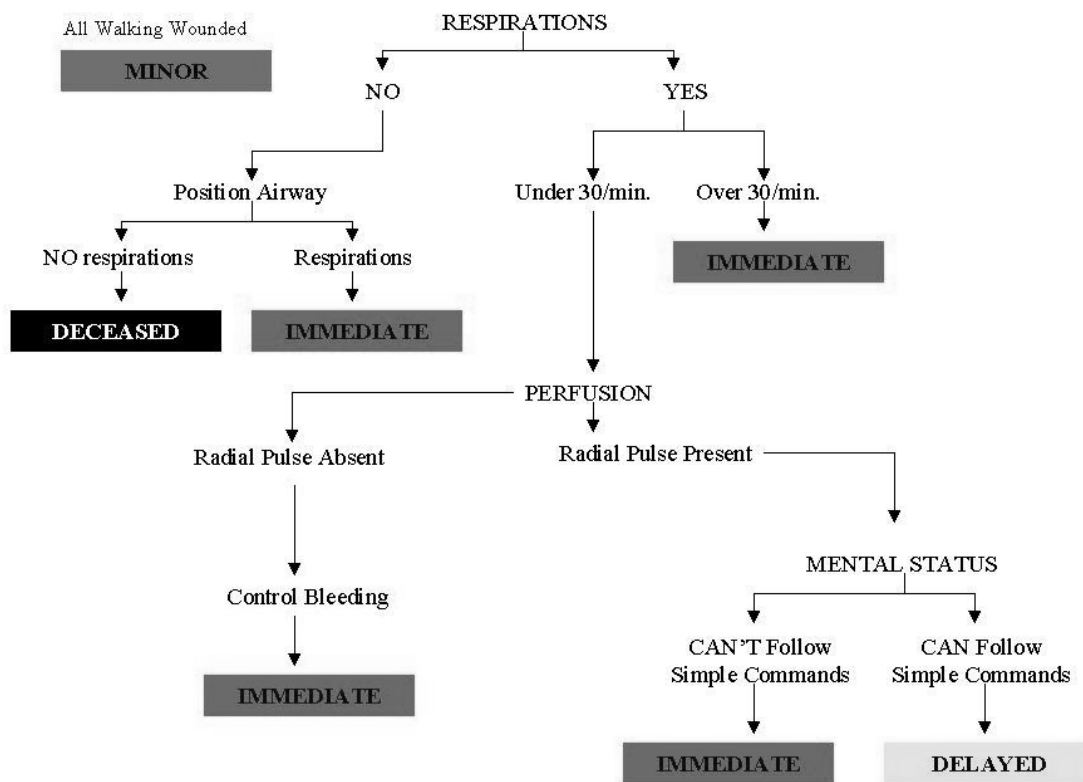 All Walking Wounded
MINOR
RESPIRATIONS
NO
YES
Position Airway
Under 30/min.
Over 30/min.
NO respirations
Respirations
IMMEDIATE
DECEASED
IMMEDIATE
PERFUSION
Radial Pulse Absent
Radial Pulse Present
MENTAL STATUS
Control Bleeding
CAN'T Follow
Simple Commands
CAN Follow
Simple Commands
IMMEDIATE
IMMEDIATE
DELAYED